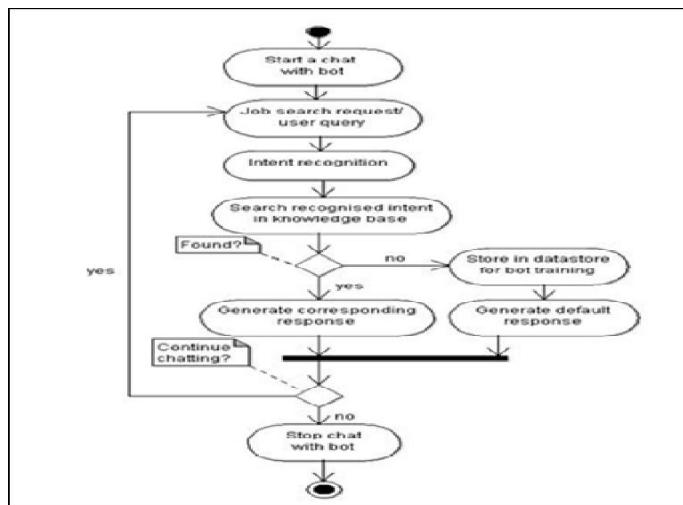 Start a chat
with bot
Job search request/
user query
Intent recognition
Search recognised intent
in knowledge base
Found?
no
Store in datastore
for bot training
yes
yes
Generate corresponding
response
Generate default
response
Continue
chatting?
no
Stop chat
with bot